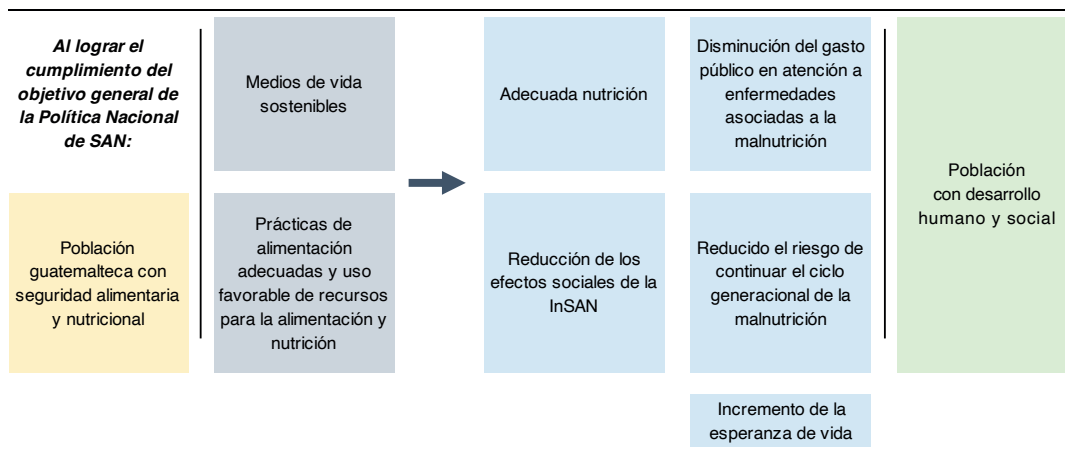 Al lograr el
cumplimiento del
objetivo general de
la Política Nacional
de SAN:
Población
guatemalteca con
seguridad alimentaria
y nutricional
Medios de vida
sostenibles
Prácticas de
alimentación
adecuadas y uso
favorable de recursos
para la alimentación y
nutrición
Adecuada nutrición
Reducción de los
efectos sociales de la
InSAN
Disminución del gasto
público en atención a
enfermedades
asociadas a la
malnutrición
Reducido el riesgo de
continuar el ciclo
generacional de la
malnutrición
Incremento de la
esperanza de vida
Población
con desarrollo
humano y social